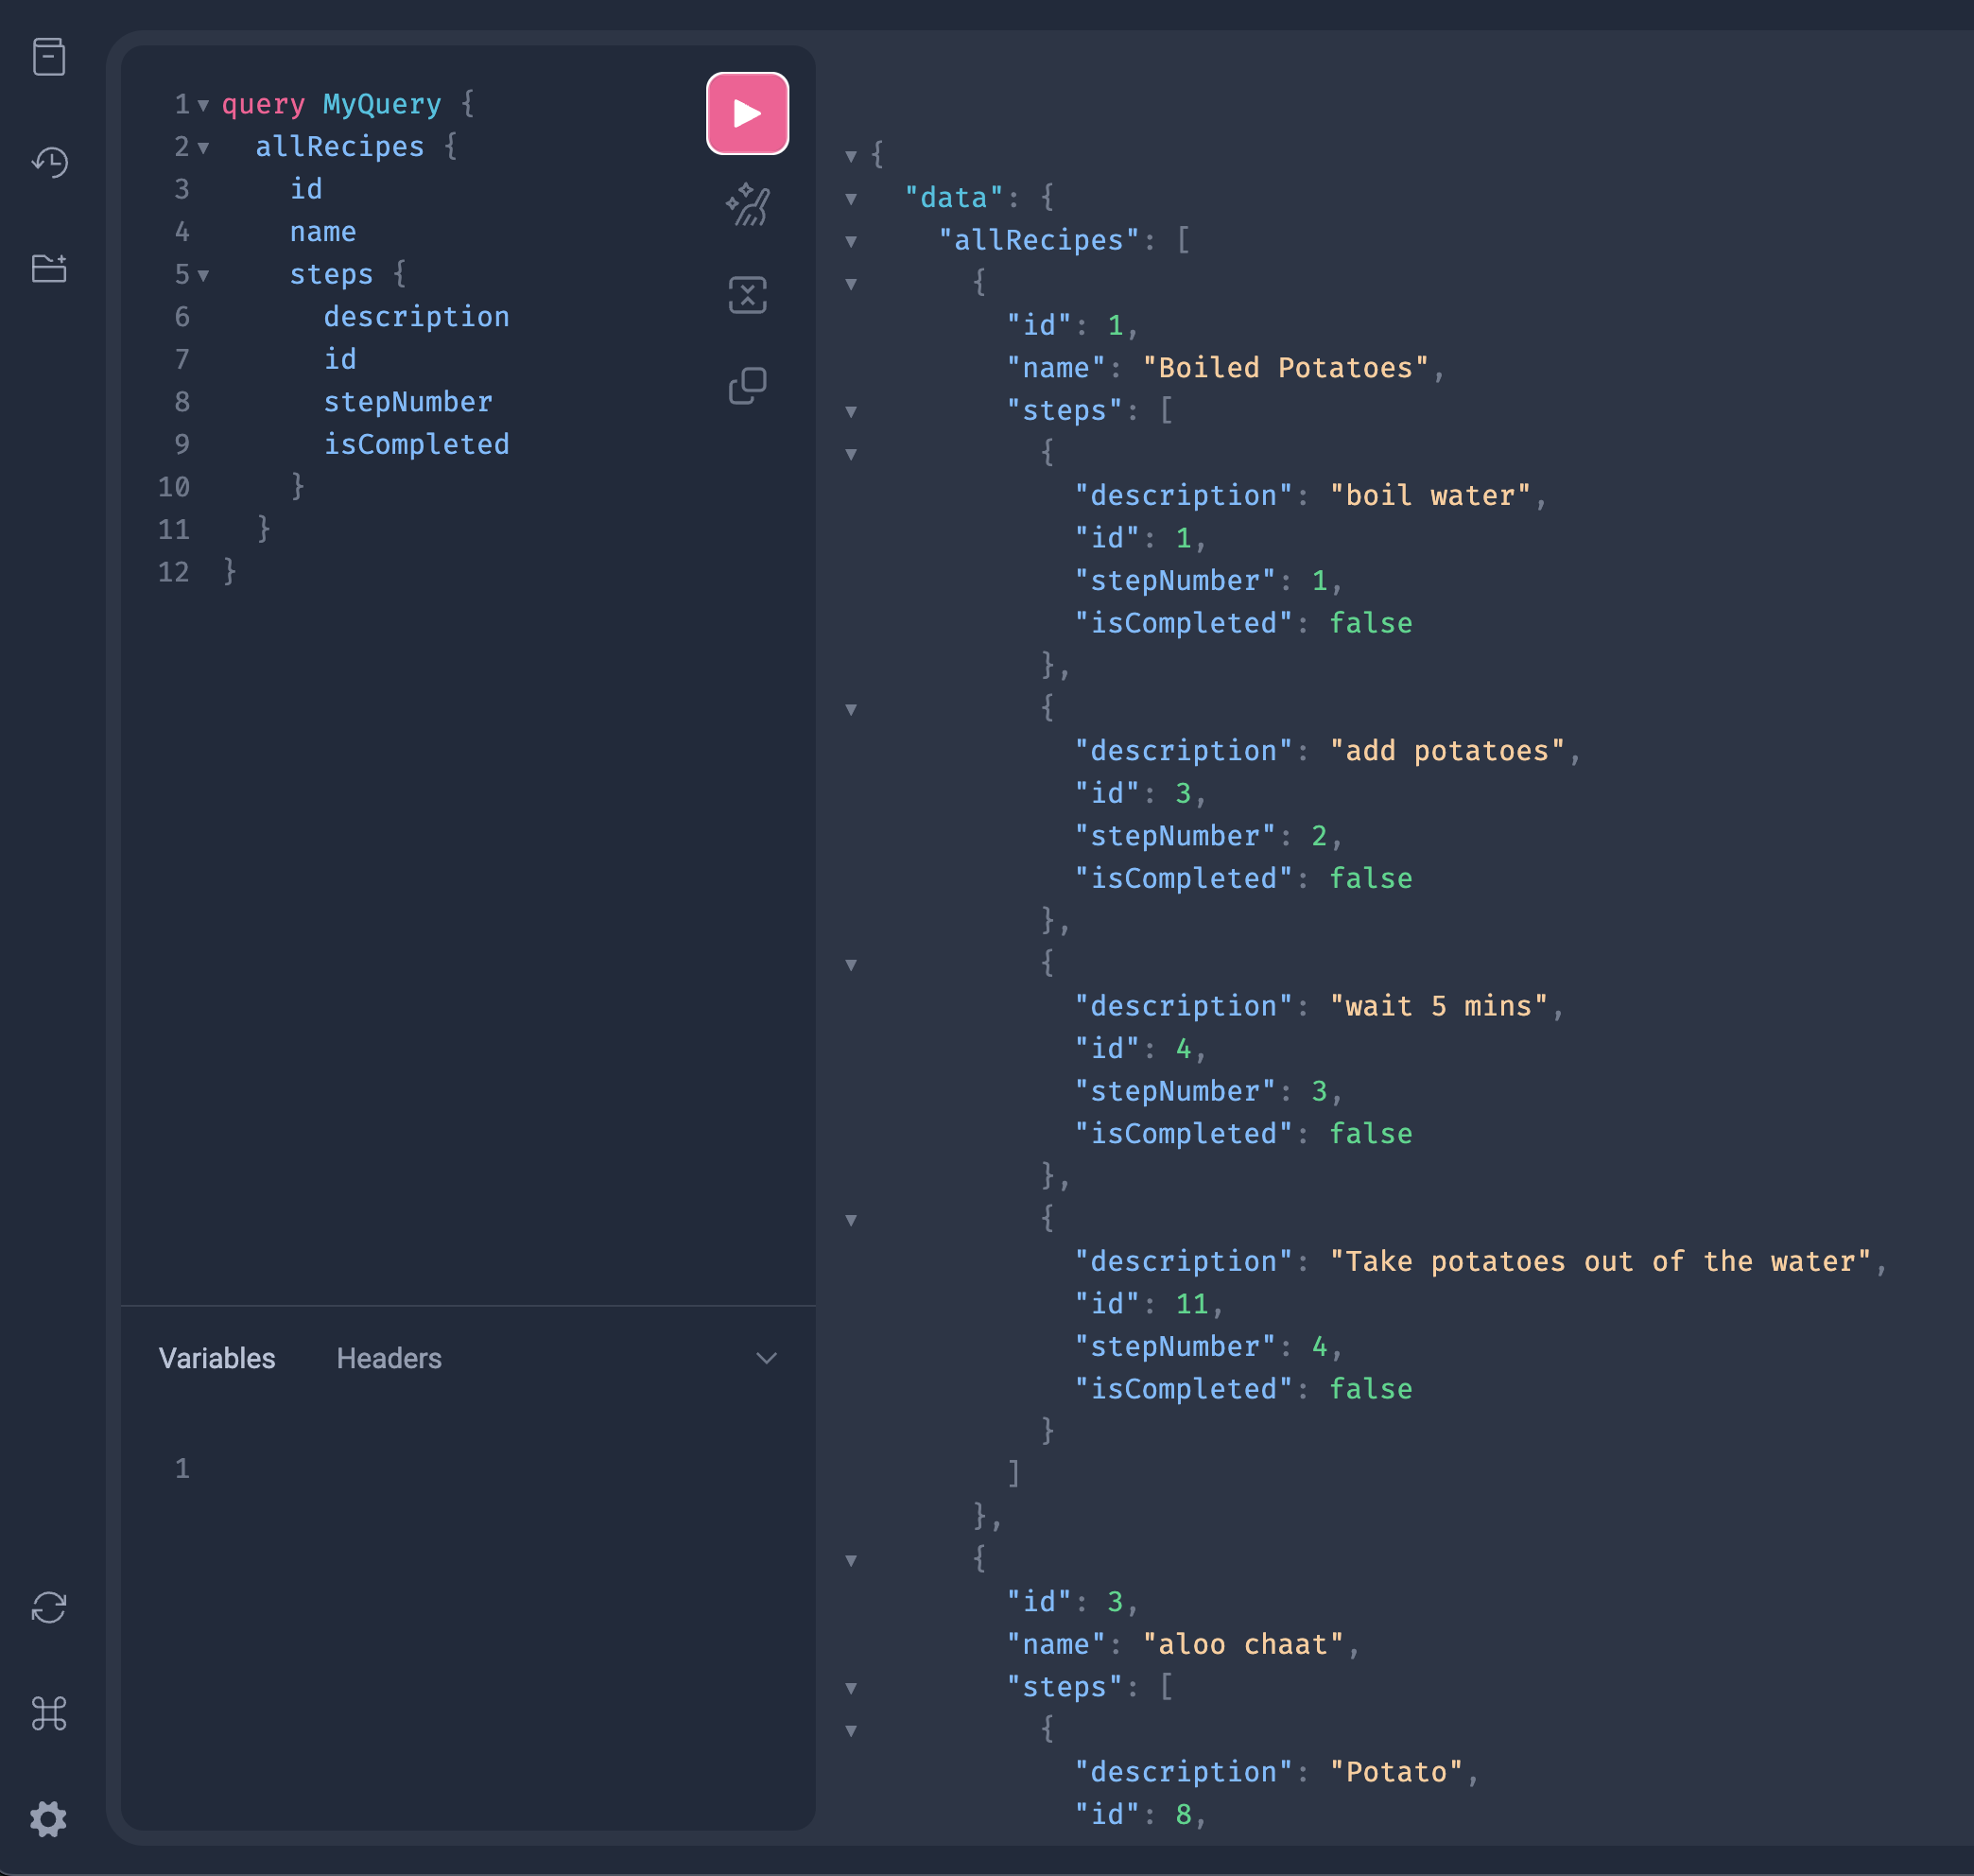 1 query MyQuery {
2   allRecipes {
3     id
4     name
5     steps {
6       description
7       id
8       stepNumber
9       isCompleted
10     }
11   }
12 }
Variables Headers
1
{
  "data": {
    "allRecipes": [
      {
        "id": 1,
        "name": "Boiled Potatoes",
        "steps": [
          {
            "description": "boil water",
            "id": 1,
            "stepNumber": 1,
            "isCompleted": false
          },
          {
            "description": "add potatoes",
            "id": 3,
            "stepNumber": 2,
            "isCompleted": false
          },
          {
            "description": "wait 5 mins",
            "id": 4,
            "stepNumber": 3,
            "isCompleted": false
          },
          {
            "description": "Take potatoes out of the water",
            "id": 11,
            "stepNumber": 4,
            "isCompleted": false
          }
        ]
      },
      {
        "id": 3,
        "name": "aloo chaat",
        "steps": [
          {
            "description": "Potato",
            "id": 8,